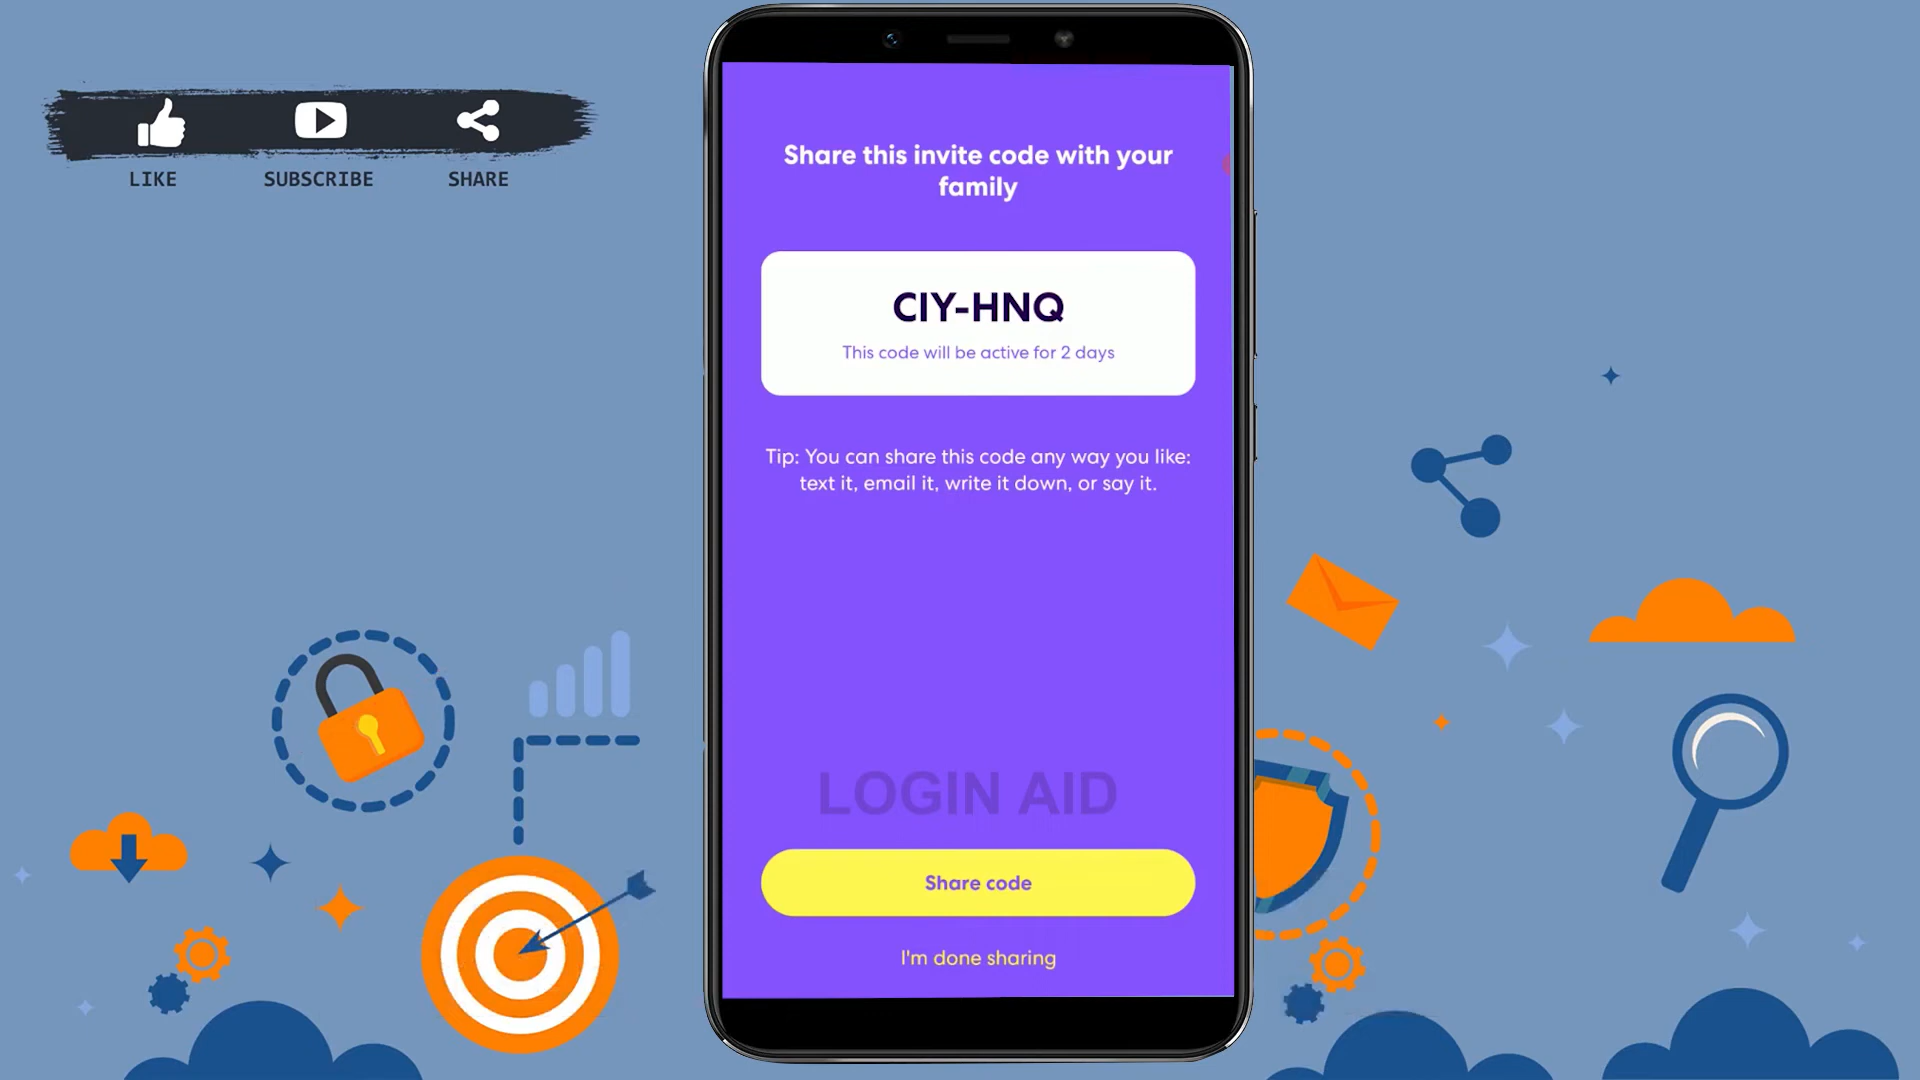 LIKE
SUBSCRIBE
SHARE
Share this invite code with your
family
CIY-HNQ
This code will be active for 2 days
Tip: You can share this code any way you like:
text it, email it, write it down, or say it.
LOGIN AID
Share code
I'm done sharing